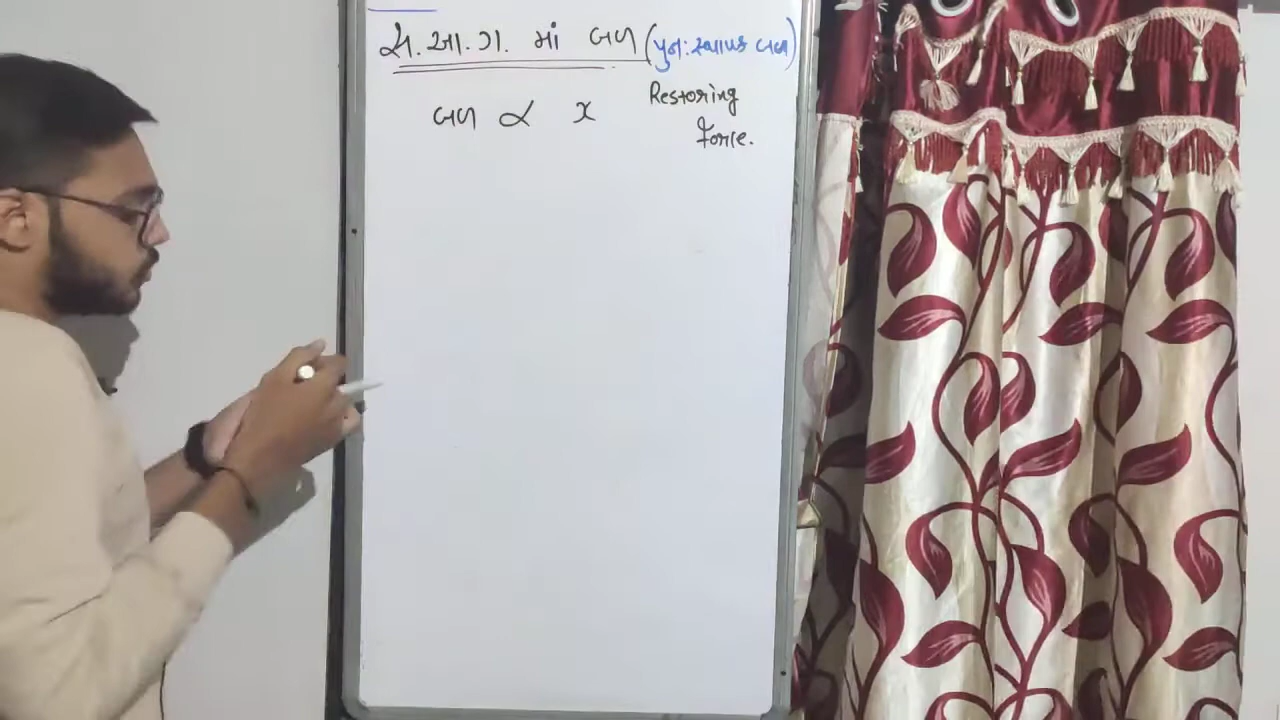 સ.આ.ગ. માં બળ (પુન:સ્થાપક બળ)
બળ ∝ x
Restoring
force.